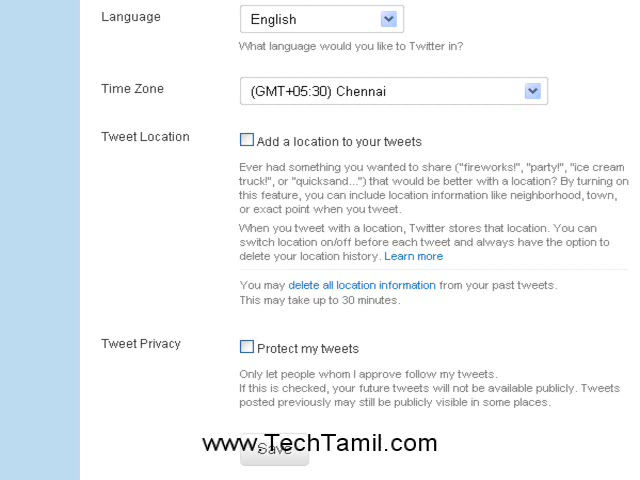 Language
English
What language would you like to Twitter in?
Time Zone
(GMT+05:30) Chennai
Tweet Location
Add a location to your tweets
Ever had something you wanted to share ("fireworks!", "party!", "ice cream
truck!", or "quicksand...") that would be better with a location? By turning on
this feature, you can include location information like neighborhood, town,
or exact point when you tweet.
When you tweet with a location, Twitter stores that location. You can
switch location on/off before each tweet and always have the option to
delete your location history. Learn more
You may delete all location information from your past tweets.
This may take up to 30 minutes.
Tweet Privacy
Protect my tweets
Only let people whom I approve follow my tweets.
If this is checked, your future tweets will not be available publicly. Tweets
posted previously may still be publicly visible in some places.
www.TechTamil.com
Save